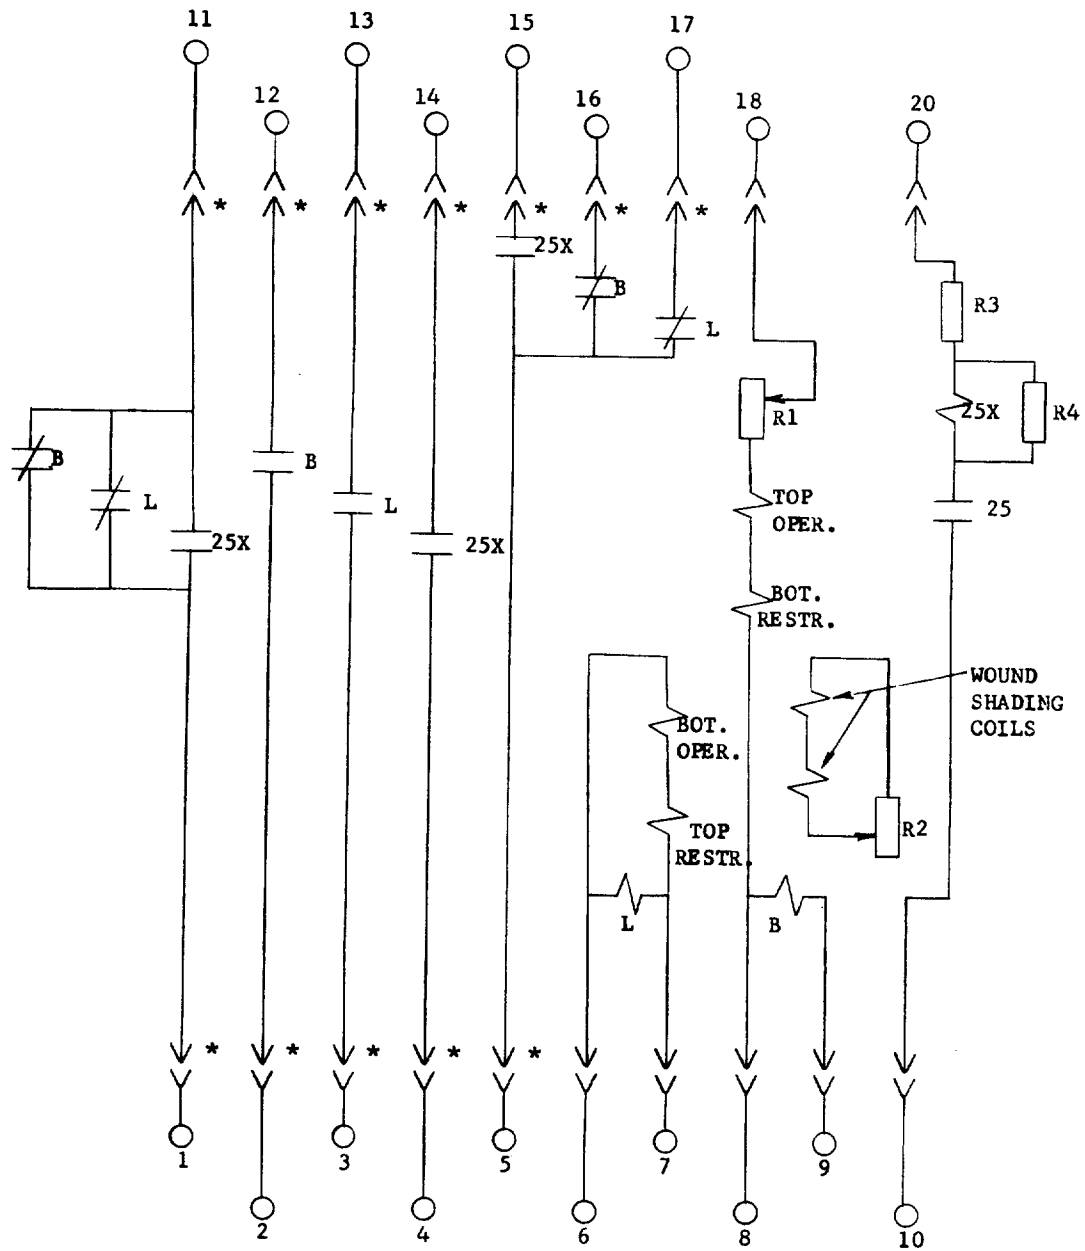 11
13
15
17
12
14
16
18
20
*
*
*
*
*
*
*
25X
B
L
R3
R1
25X
R4
B
L
25X
B
L
25X
TOP
OPER.
25
BOT.
RESTR.
WOUND
SHADING
COILS
BOT.
OPER.
R2
TOP
RESTR.
L
B
*
*
*
*
*
1
3
5
7
9
2
4
6
8
10